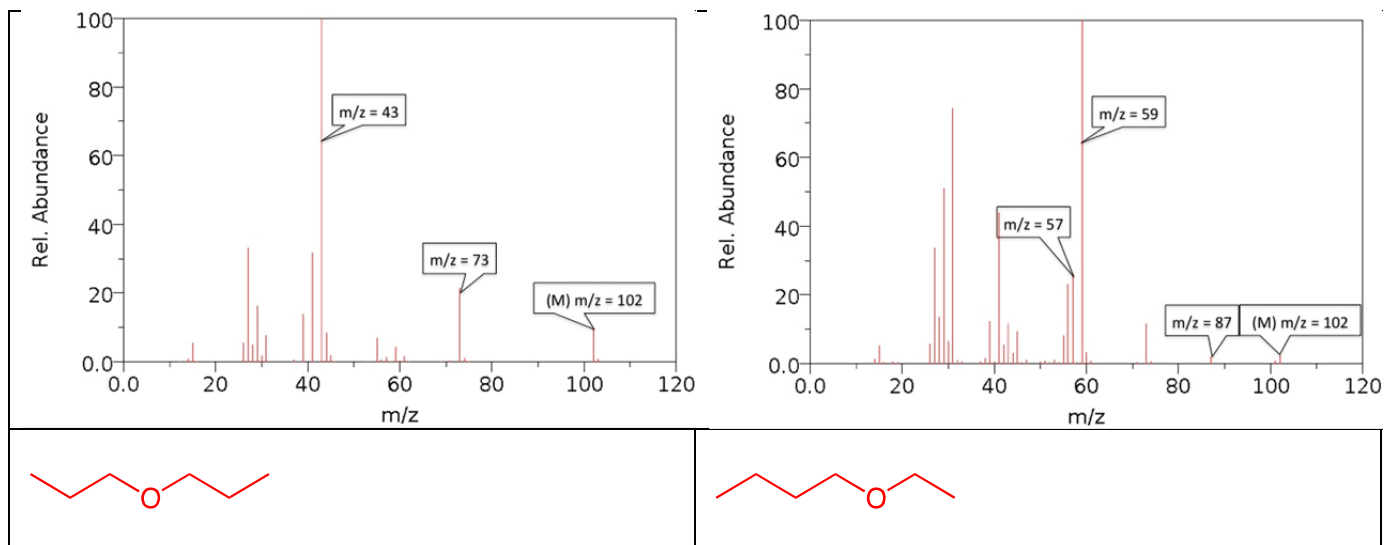 100
80
60
40
20
0.0
Rel. Abundance
m/z = 43
m/z = 73
(M) m/z = 102
0.0 20 40 60 80 100 120
m/z
100
80
60
40
20
0.0
Rel. Abundance
m/z = 59
m/z = 57
m/z = 87
(M) m/z = 102
0.0 20 40 60 80 100 120
m/z
O
O